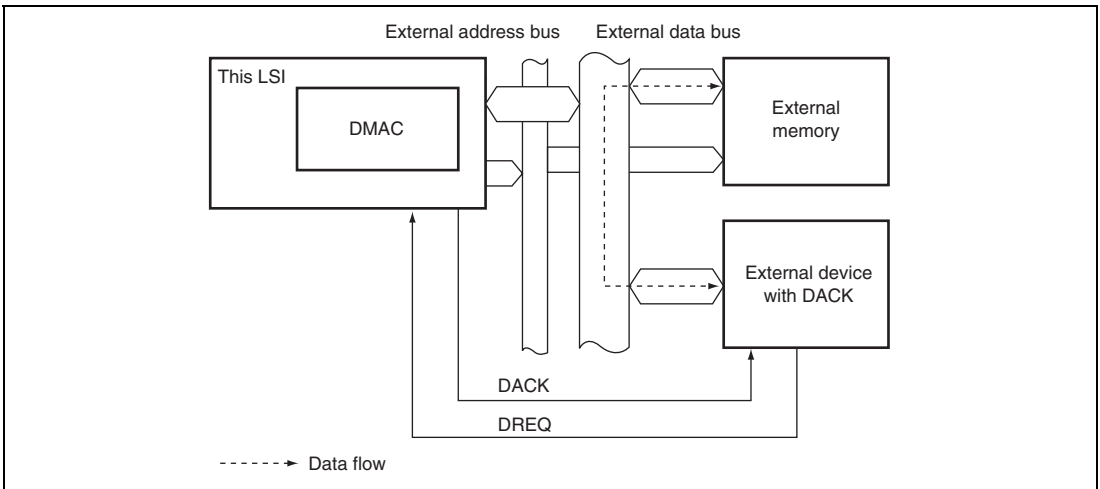 External address bus
External data bus
This LSI
DMAC
External
memory
External device
with DACK
DACK
DREQ
Data flow